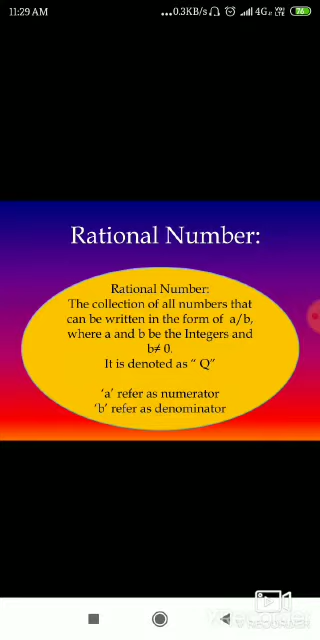 11:29 AM
...0.3KB/s 4G VoLTE 76
Rational Number:
Rational Number:
The collection of all numbers that
can be written in the form of a/b,
where a and b be the Integers and
b≠ 0.
It is denoted as “ Q”
‘a’ refer as numerator
‘b’ refer as denominator